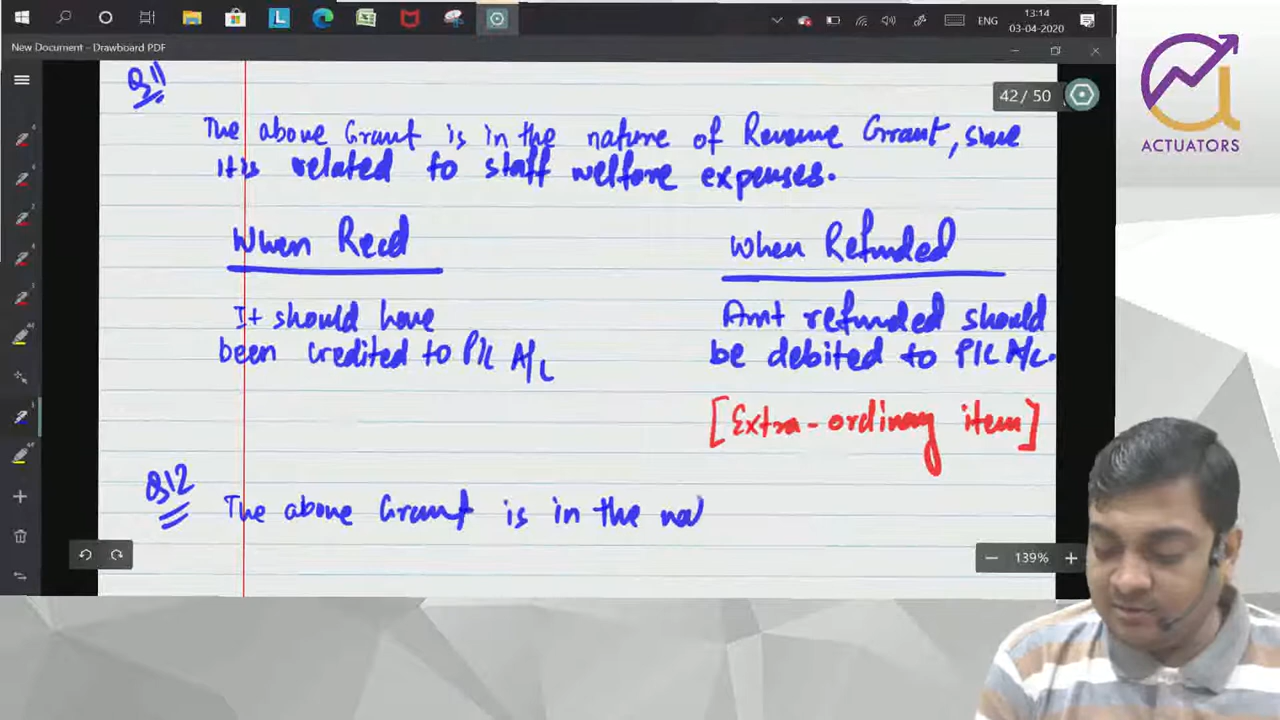 13:14
ENG
03-04-2020
New Document - Drawboard PDF
Q11
42 / 50
The above Grant is in the nature of Revenue Grant, since
it is related to staff welfare expenses.
When Recd
When Refunded
It should have
been credited to P/L A/c
Amt refunded should
be debited to P/L A/c.
[Extra-ordinary item]
Q12
The above Grant is in the na
139%
ACTUATORS